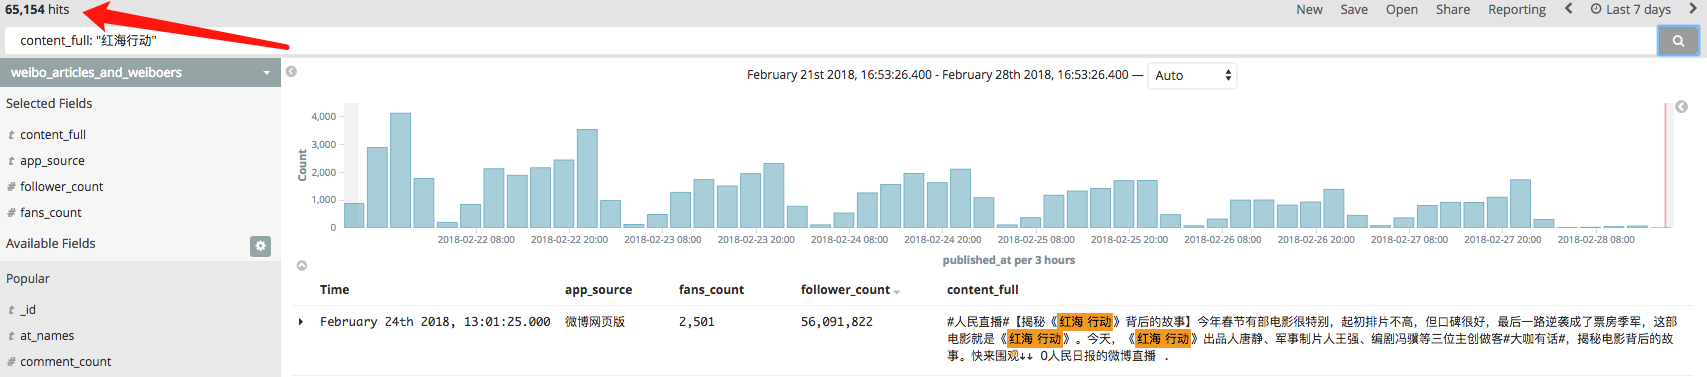 65,154 hits
New Save Open Share Reporting Last 7 days
content_full: "红海行动"
weibo_articles_and_weiboers
February 21st 2018, 16:53:26.400 - February 28th 2018, 16:53:26.400 — Auto
Selected Fields
t content_full
t app_source
# follower_count
# fans_count
Available Fields
Popular
t _id
t at_names
# comment_count
Count
4,000
3,000
2,000
1,000
0
2018-02-22 08:00 2018-02-22 20:00 2018-02-23 08:00 2018-02-23 20:00 2018-02-24 08:00 2018-02-24 20:00 2018-02-25 08:00 2018-02-25 20:00 2018-02-26 08:00 2018-02-26 20:00 2018-02-27 08:00 2018-02-27 20:00 2018-02-28 08:00
published_at per 3 hours
Time app_source fans_count follower_count content_full
February 24th 2018, 13:01:25.000 微博网页版 2,501 56,091,822 #人民直播#【揭秘《红海 行动》背后的故事】今年春节有部电影很特别，起初排片不高，但口碑很好，最后一路逆袭成了票房季军，这部
电影就是《红海 行动》。今天，《红海 行动》出品人唐静、军事制片人王强、编剧冯骥等三位主创做客#大咖有话#，揭秘电影背后的故
事。快来围观↓↓ O人民日报的微博直播 .